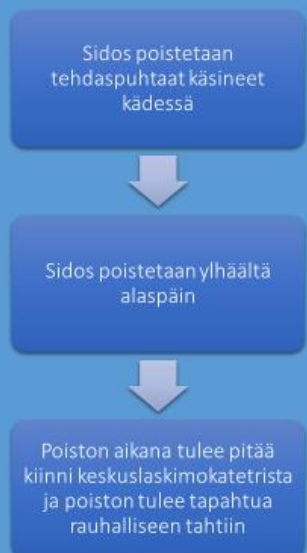 Sidos poistetaan
tehdaspuhtaat käsineet
kädessä
Sidos poistetaan ylhäältä
alaspäin
Poiston aikana tulee pitää
kiinni keskuslaskimokatetrista
ja poiston tulee tapahtua
rauhalliseen tahtiin